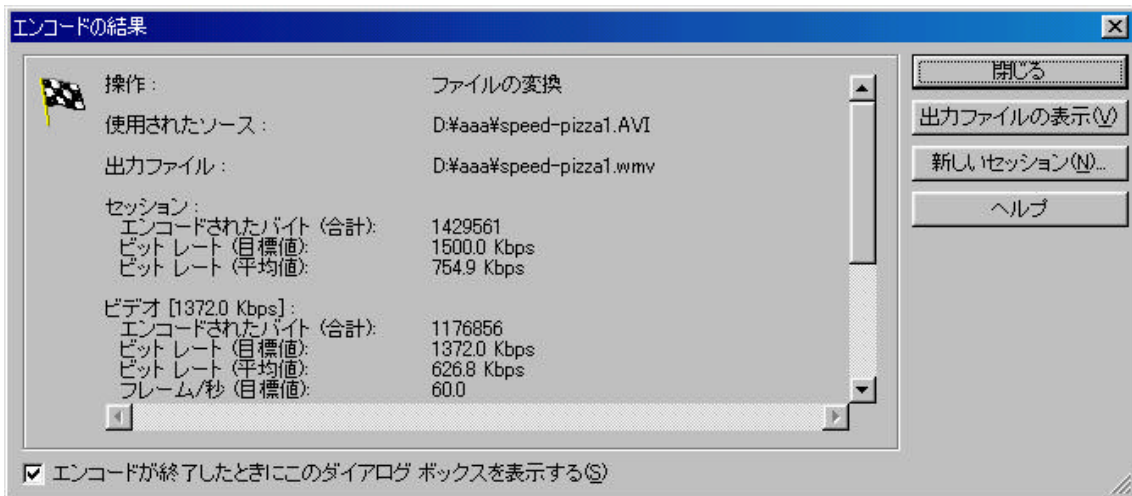 エンコードの結果
操作： ファイルの変換
使用されたソース： D:¥aaa¥speed-pizza1.AVI
出力ファイル： D:¥aaa¥speed-pizza1.wmv
セッション：
エンコードされたバイト (合計): 1429561
ビット レート (目標値): 1500.0 Kbps
ビット レート (平均値): 754.9 Kbps
ビデオ [1372.0 Kbps]：
エンコードされたバイト (合計): 1176856
ビット レート (目標値): 1372.0 Kbps
ビット レート (平均値): 626.8 Kbps
フレーム/秒 (目標値): 60.0
閉じる
出力ファイルの表示(V)
新しいセッション(N)...
ヘルプ
エンコードが終了したときにこのダイアログ ボックスを表示する(S)